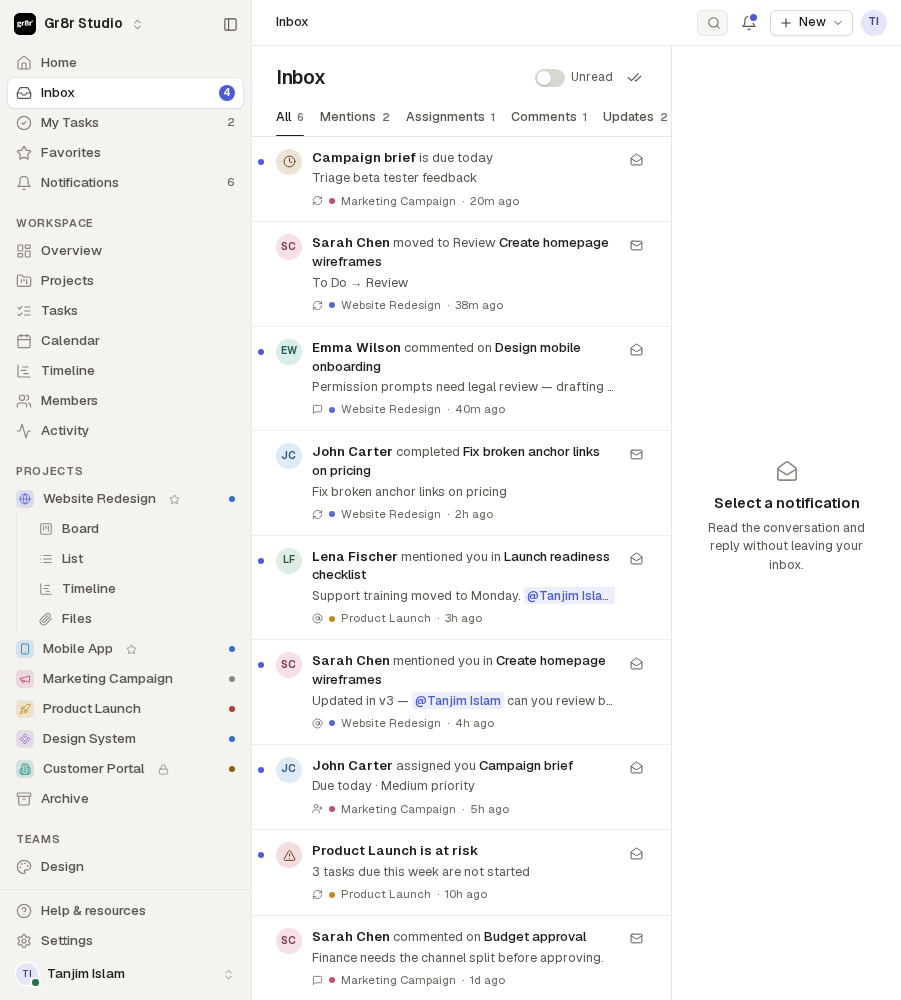 gr8r Gr8r Studio
Home
Inbox 4
My Tasks 2
Favorites
Notifications 6
WORKSPACE
Overview
Projects
Tasks
Calendar
Timeline
Members
Activity
PROJECTS
Website Redesign
Board
List
Timeline
Files
Mobile App
Marketing Campaign
Product Launch
Design System
Customer Portal
Archive
TEAMS
Design
Help & resources
Settings
TI Tanjim Islam
Inbox
New
TI
Inbox
Unread
All 6 Mentions 2 Assignments 1 Comments 1 Updates 2
Campaign brief is due today
Triage beta tester feedback
Marketing Campaign · 20m ago
SC Sarah Chen moved to Review Create homepage
wireframes
To Do → Review
Website Redesign · 38m ago
EW Emma Wilson commented on Design mobile
onboarding
Permission prompts need legal review — drafting ...
Website Redesign · 40m ago
JC John Carter completed Fix broken anchor links
on pricing
Fix broken anchor links on pricing
Website Redesign · 2h ago
LF Lena Fischer mentioned you in Launch readiness
checklist
Support training moved to Monday. @Tanjim Isla...
Product Launch · 3h ago
SC Sarah Chen mentioned you in Create homepage
wireframes
Updated in v3 — @Tanjim Islam can you review b...
Website Redesign · 4h ago
JC John Carter assigned you Campaign brief
Due today · Medium priority
Marketing Campaign · 5h ago
Product Launch is at risk
3 tasks due this week are not started
Product Launch · 10h ago
SC Sarah Chen commented on Budget approval
Finance needs the channel split before approving.
Marketing Campaign · 1d ago
Select a notification
Read the conversation and
reply without leaving your
inbox.